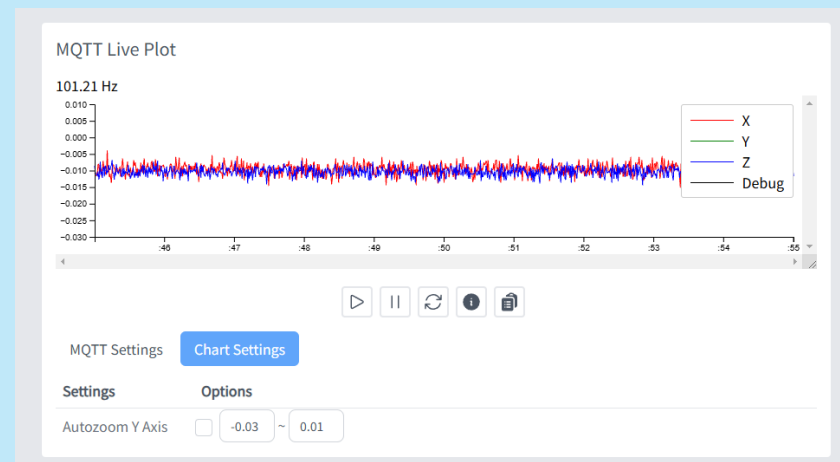 MQTT Live Plot
101.21 Hz
0.010
0.005
0.000
−0.005
−0.010
−0.015
−0.020
−0.025
−0.030
:46 :47 :48 :49 :50 :51 :52 :53 :54 :55
X
Y
Z
Debug
MQTT Settings Chart Settings
Settings Options
Autozoom Y Axis -0.03 ~ 0.01